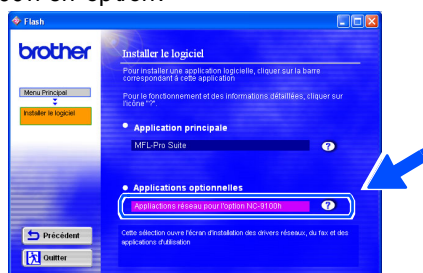 Flash
brother
Installer le logiciel
Pour installer une application logicielle, cliquer sur la barre
correspondant à cette application
Pour le fonctionnement et des informations détaillées, cliquer sur
l'icône "?".
Menu Principal
Installer le logiciel
Application principale
MFL-Pro Suite
?
Applications optionnelles
Appliactions réseau pour l'option NC-9100h
?
Cette sélection ouvre l'écran d'installation des drivers réseaux, du fax et des
applications d'utilisation
Précédent
Quitter